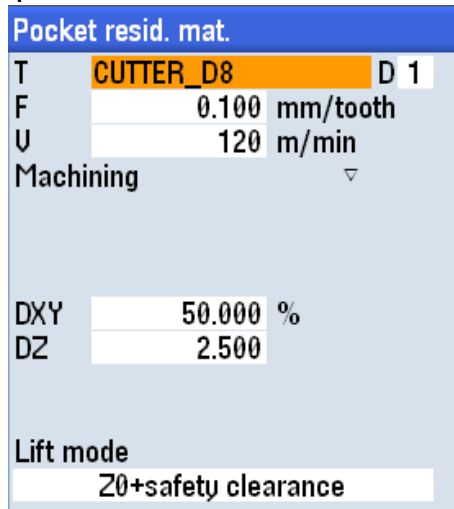 Pocket resid. mat.
T CUTTER_D8 D 1
F 0.100 mm/tooth
V 120 m/min
Machining ▽
DXY 50.000 %
DZ 2.500
Lift mode
Z0+safety clearance